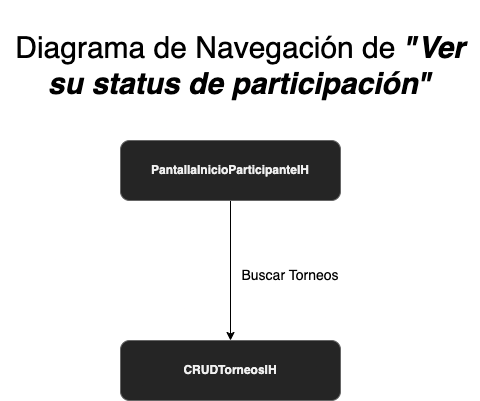 Diagrama de Navegación de "Ver
su status de participación"
PantallaInicioParticipanteIH
Buscar Torneos
CRUDTorneosIH